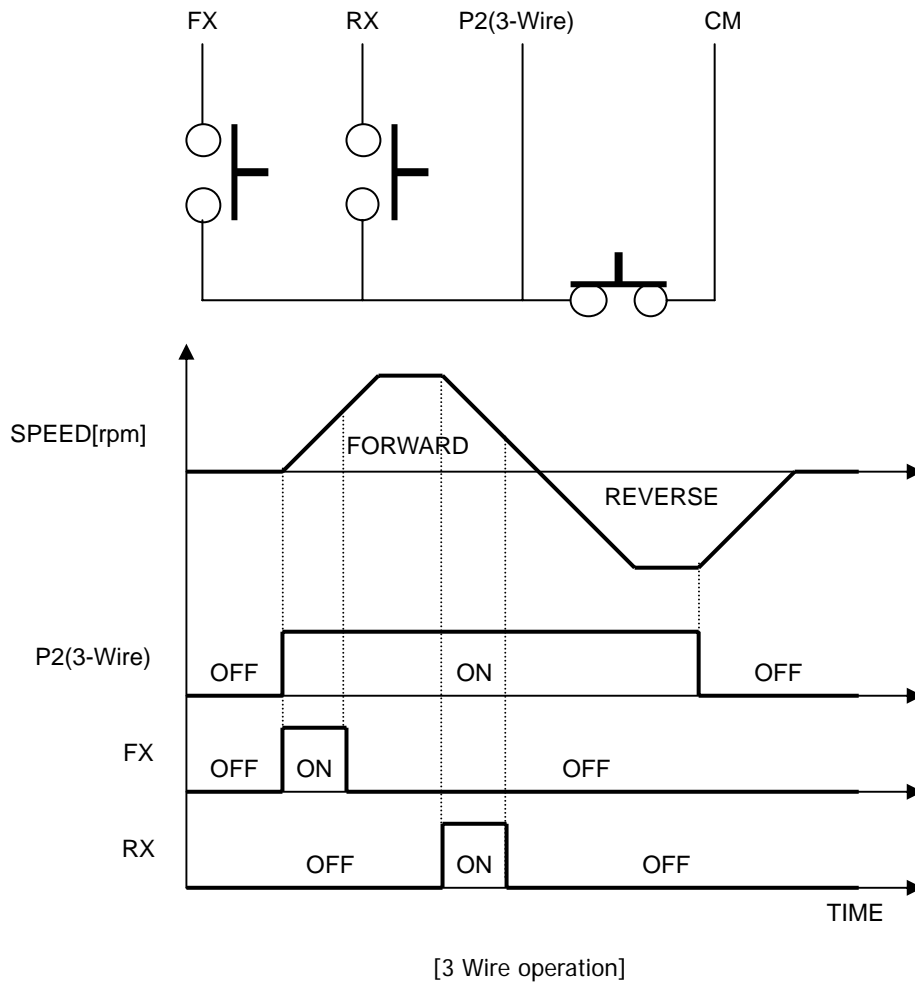 FX RX P2(3-Wire) CM
SPEED[rpm]
FORWARD
REVERSE
P2(3-Wire)
OFF ON OFF
FX
OFF ON OFF
RX
OFF ON OFF
TIME
[3 Wire operation]